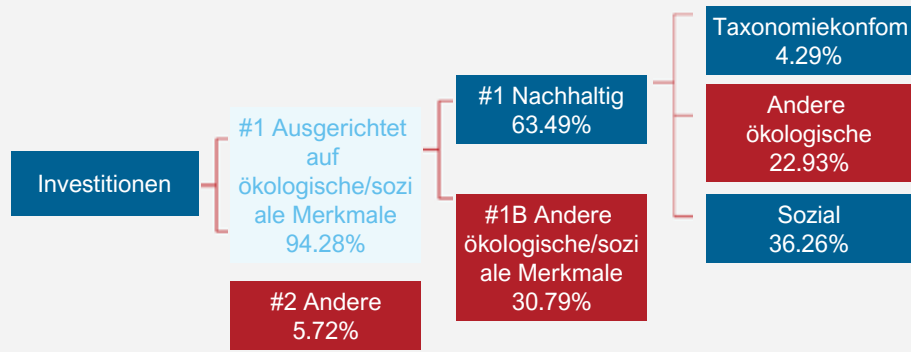 Investitionen
#1 Ausgerichtet
auf
ökologische/sozi
ale Merkmale
94.28%
#2 Andere
5.72%
#1 Nachhaltig
63.49%
#1B Andere
ökologische/sozi
ale Merkmale
30.79%
Taxonomiekonfom
4.29%
Andere
ökologische
22.93%
Sozial
36.26%